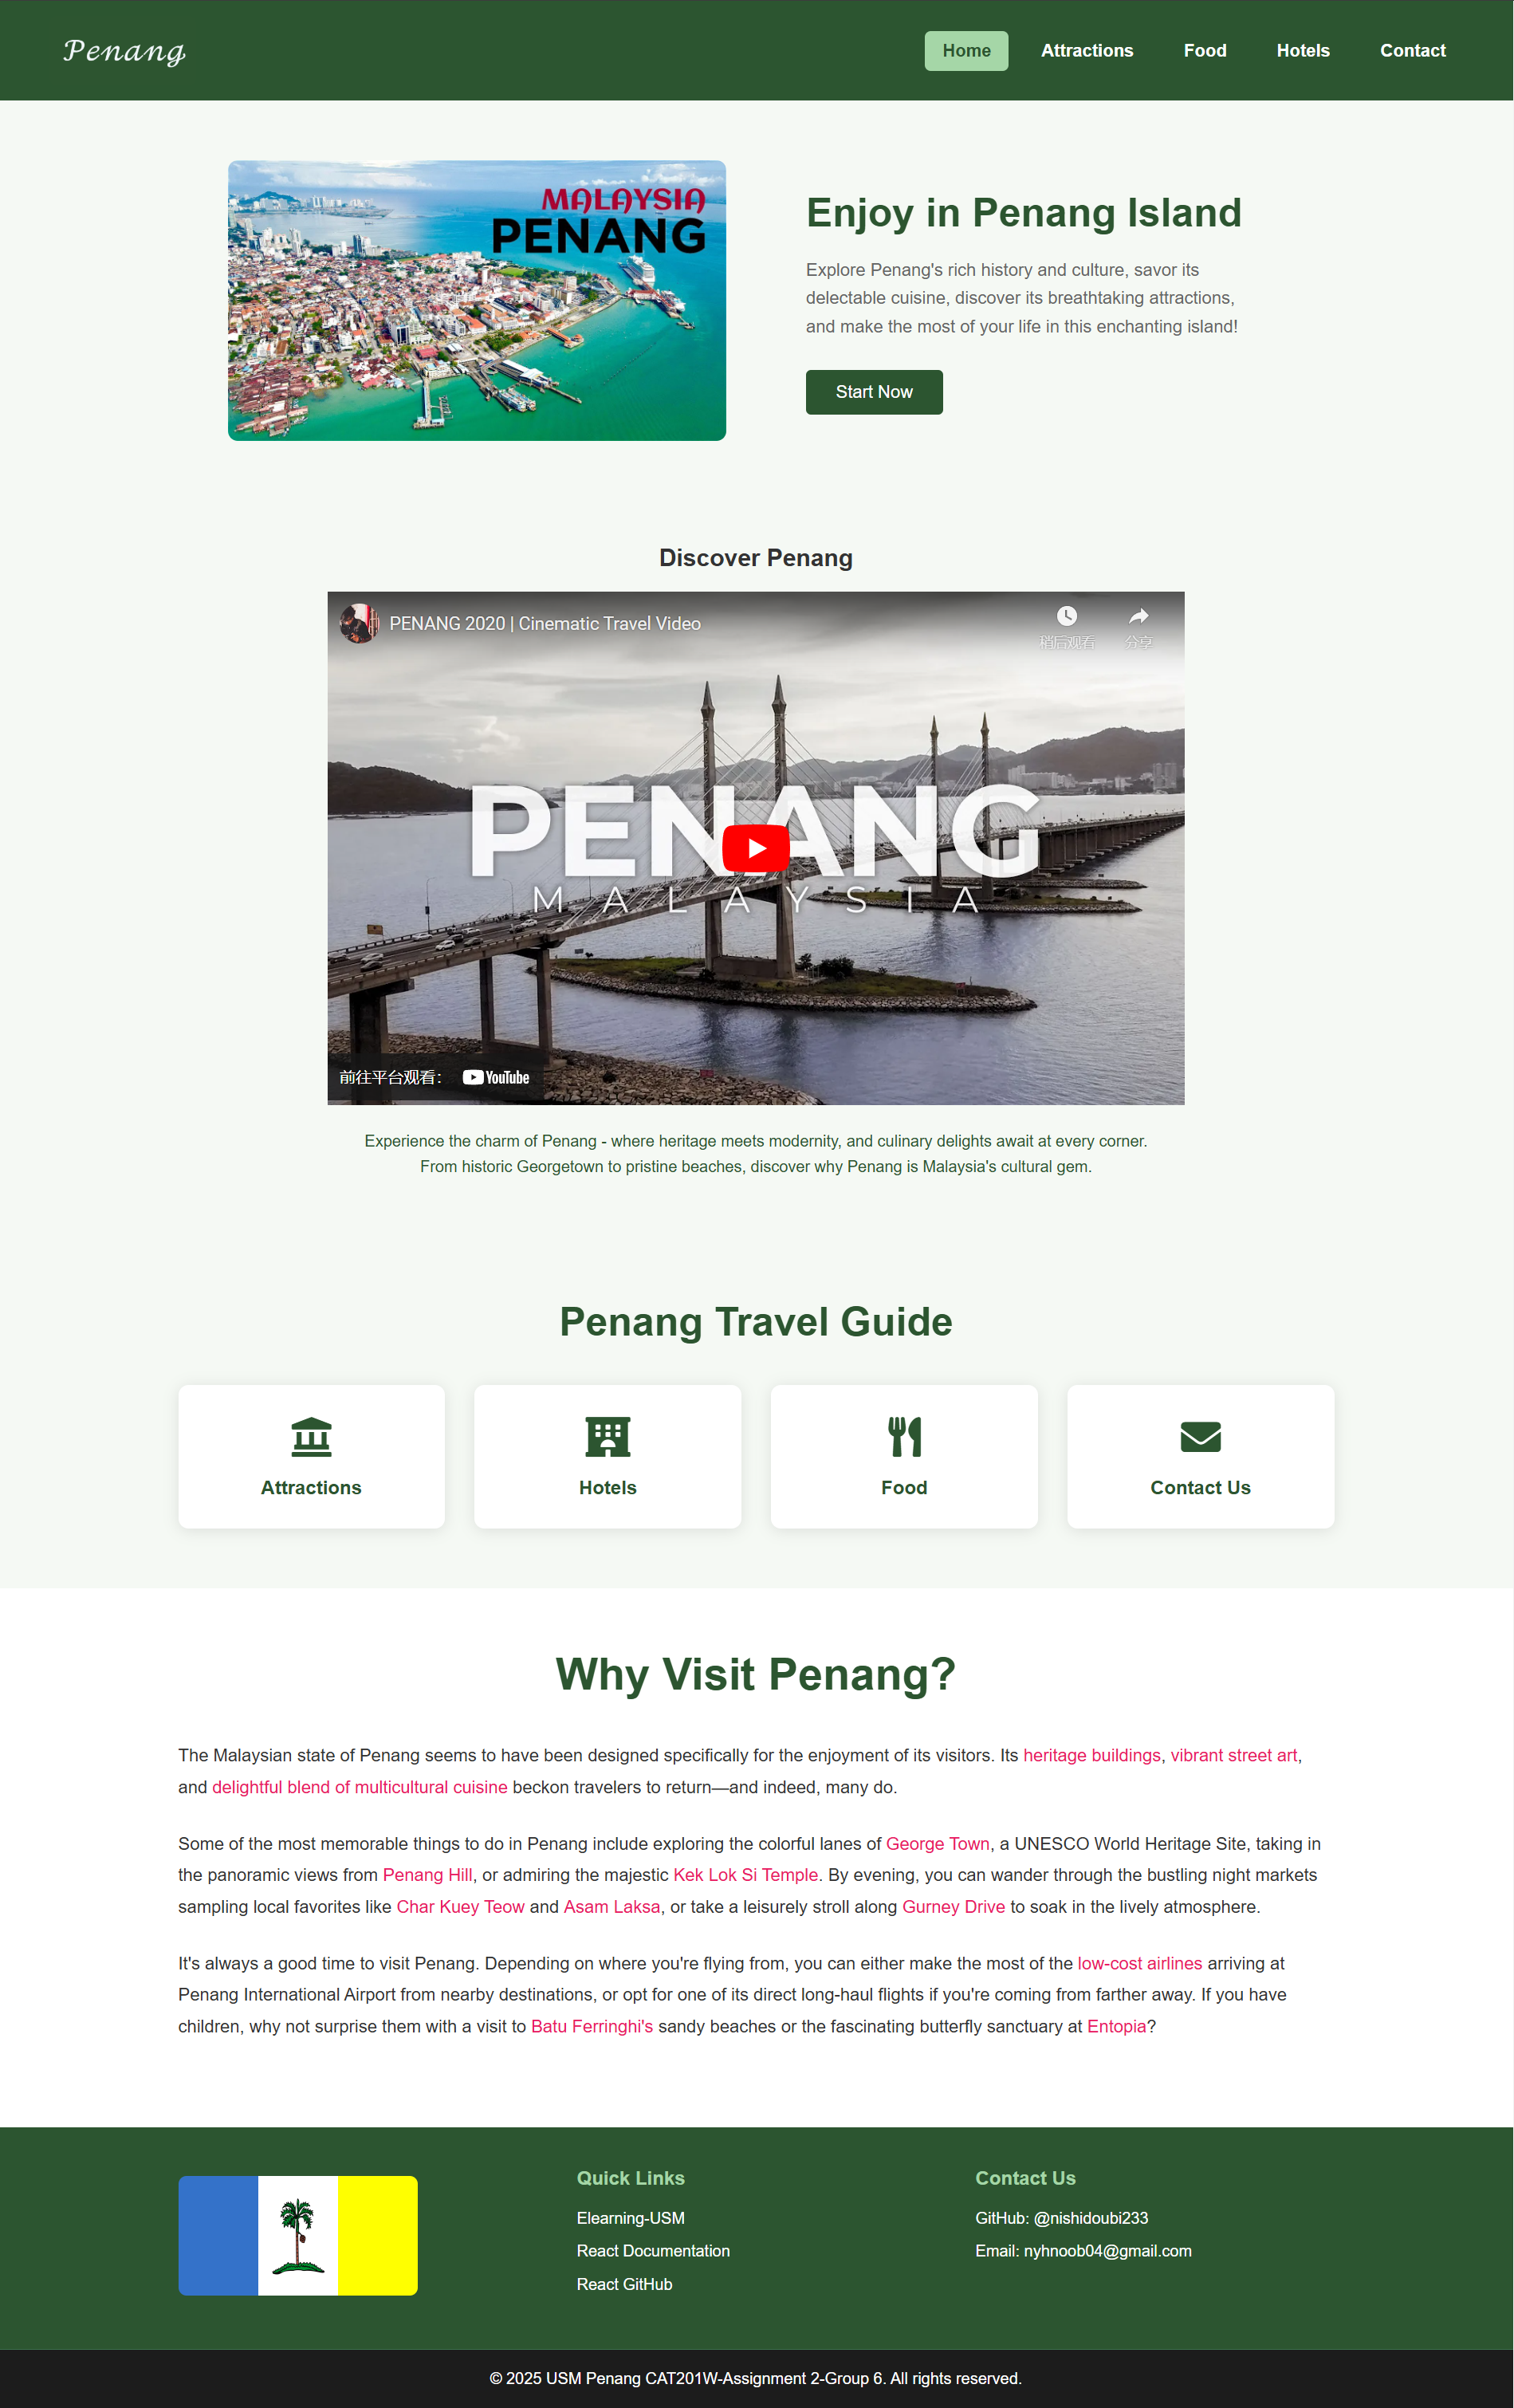 Penang
Home
Attractions
Food
Hotels
Contact
MALAYSIA
PENANG
Enjoy in Penang Island
Explore Penang's rich history and culture, savor its
delectable cuisine, discover its breathtaking attractions,
and make the most of your life in this enchanting island!
Start Now
Discover Penang
PENANG 2020 | Cinematic Travel Video
稍后观看
分享
PENANG
MALAYSIA
前往平台观看：
YouTube
Experience the charm of Penang - where heritage meets modernity, and culinary delights await at every corner.
From historic Georgetown to pristine beaches, discover why Penang is Malaysia's cultural gem.
Penang Travel Guide
Attractions
Hotels
Food
Contact Us
Why Visit Penang?
The Malaysian state of Penang seems to have been designed specifically for the enjoyment of its visitors. Its heritage buildings, vibrant street art,
and delightful blend of multicultural cuisine beckon travelers to return—and indeed, many do.
Some of the most memorable things to do in Penang include exploring the colorful lanes of George Town, a UNESCO World Heritage Site, taking in
the panoramic views from Penang Hill, or admiring the majestic Kek Lok Si Temple. By evening, you can wander through the bustling night markets
sampling local favorites like Char Kuey Teow and Asam Laksa, or take a leisurely stroll along Gurney Drive to soak in the lively atmosphere.
It's always a good time to visit Penang. Depending on where you're flying from, you can either make the most of the low-cost airlines arriving at
Penang International Airport from nearby destinations, or opt for one of its direct long-haul flights if you're coming from farther away. If you have
children, why not surprise them with a visit to Batu Ferringhi's sandy beaches or the fascinating butterfly sanctuary at Entopia?
Quick Links
Elearning-USM
React Documentation
React GitHub
Contact Us
GitHub: @nishidoubi233
Email: nyhnoob04@gmail.com
© 2025 USM Penang CAT201W-Assignment 2-Group 6. All rights reserved.